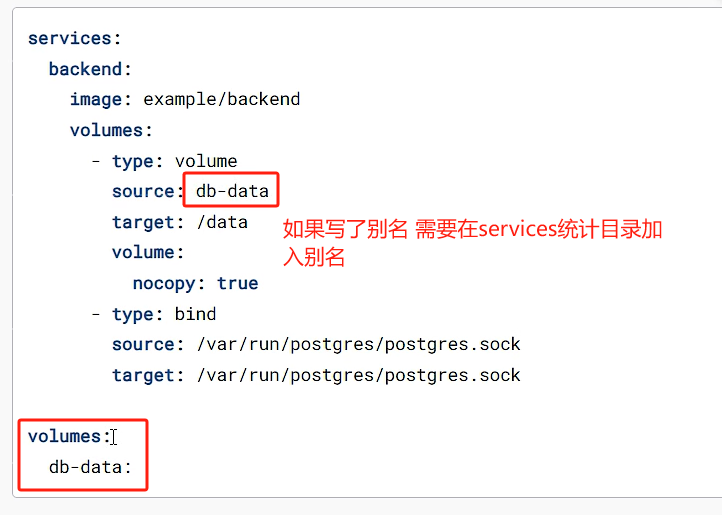 services:
backend:
image: example/backend
volumes:
- type: volume
source: db-data
target: /data
volume:
nocopy: true
- type: bind
source: /var/run/postgres/postgres.sock
target: /var/run/postgres/postgres.sock
如果写了别名 需要在services统计目录加
入别名
volumes:
db-data: